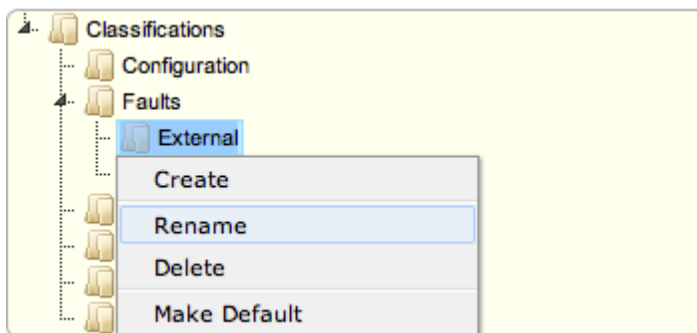 Classifications
Configuration
Faults
External
Create
Rename
Delete
Make Default